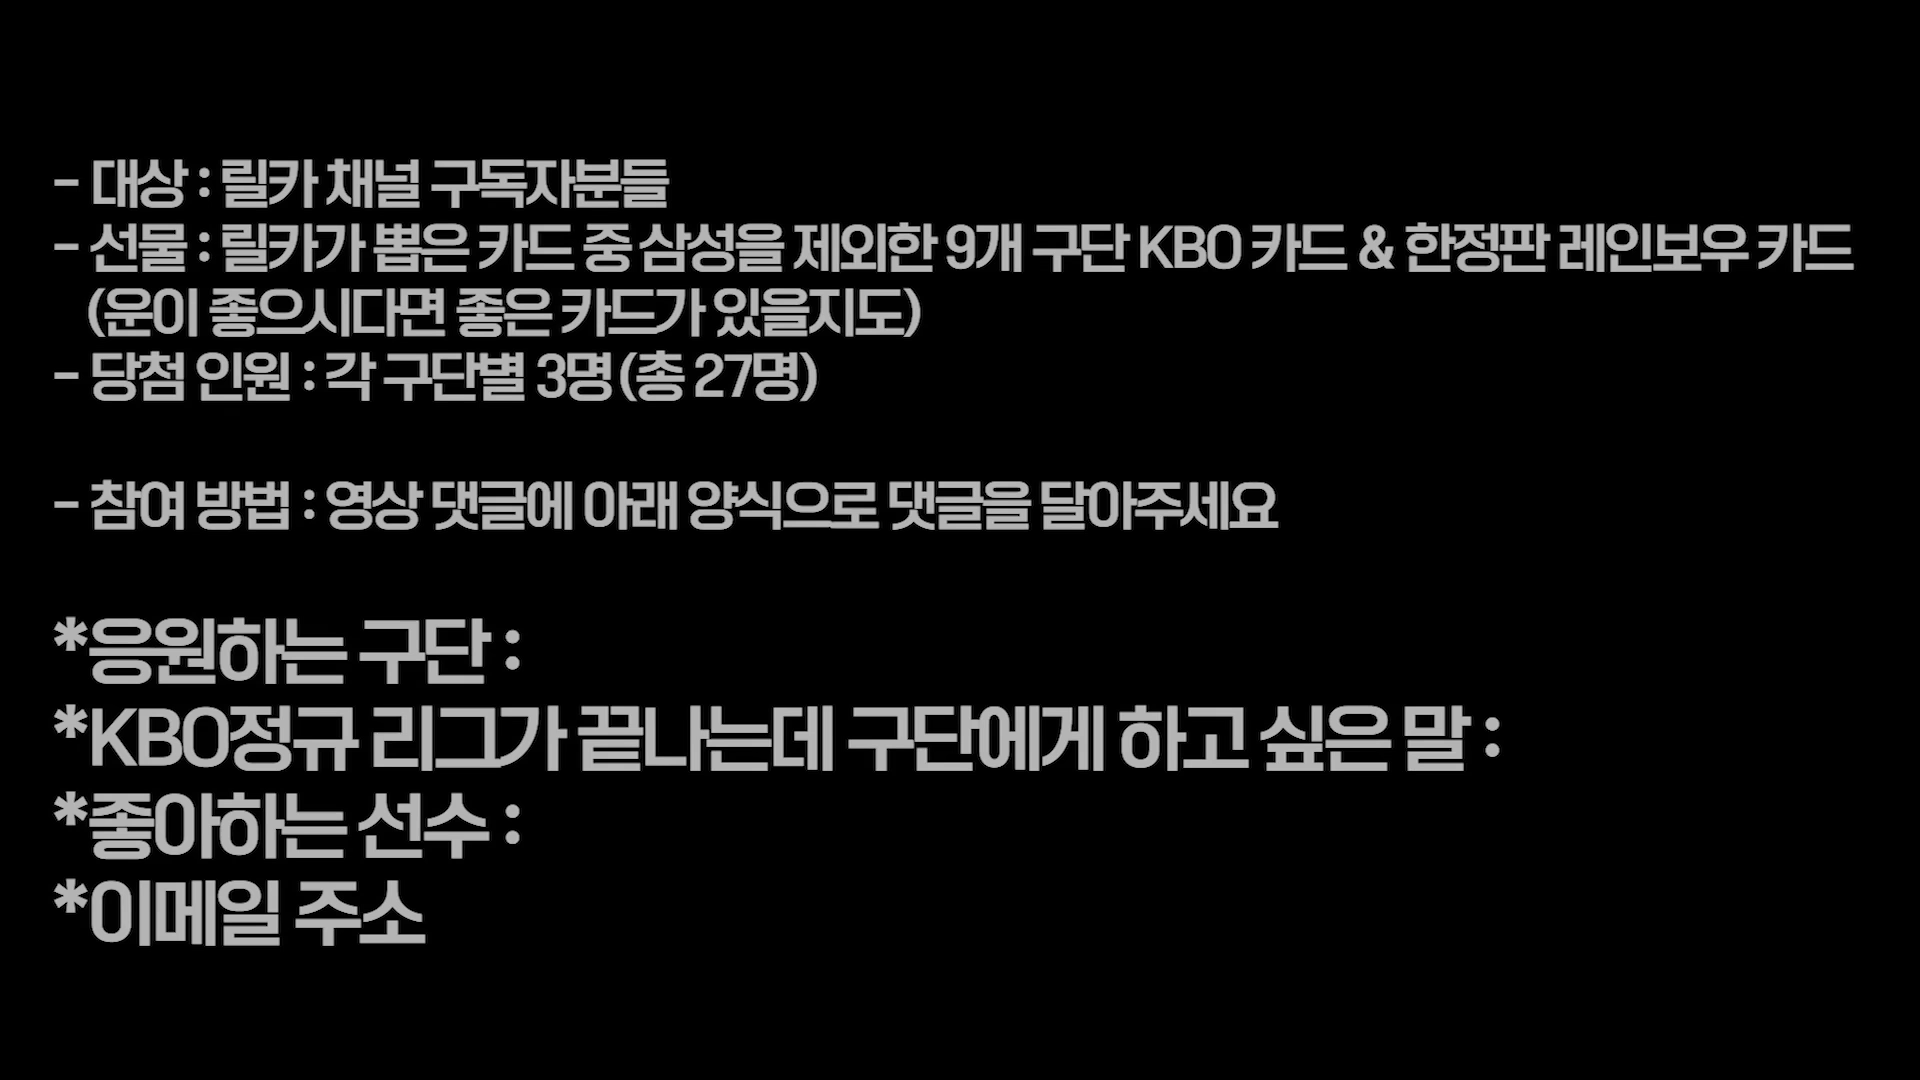 - 대상 : 릴카 채널 구독자분들
- 선물 : 릴카가 뽑은 카드 중 삼성을 제외한 9개 구단 KBO 카드 & 한정판 레인보우 카드
(운이 좋으시다면 좋은 카드가 있을지도)
- 당첨 인원 : 각 구단별 3명 (총 27명)
- 참여 방법 : 영상 댓글에 아래 양식으로 댓글을 달아주세요
*응원하는 구단 :
*KBO정규 리그가 끝나는데 구단에게 하고 싶은 말 :
*좋아하는 선수 :
*이메일 주소